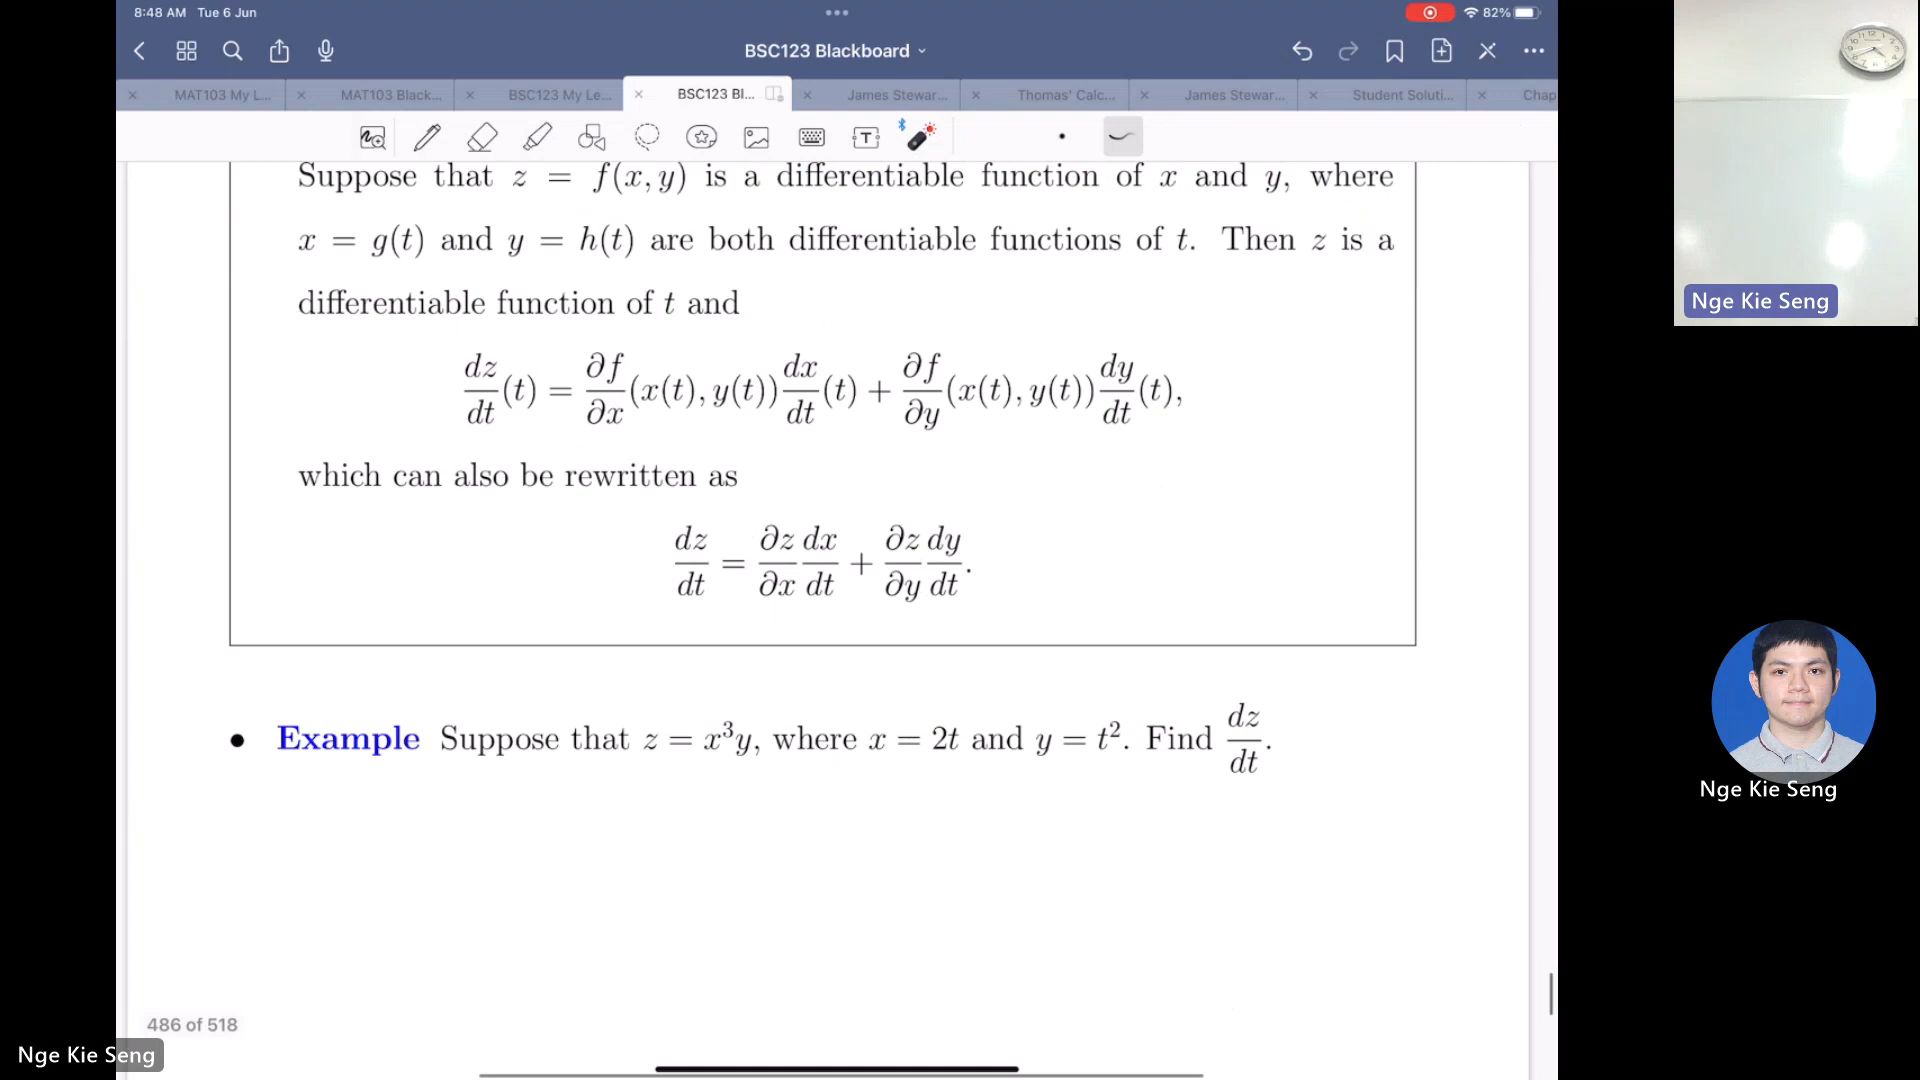 8:48 AM Tue 6 Jun
82%
BSC123 Blackboard
MAT103 My L...
MAT103 Black...
BSC123 My Le...
BSC123 Bl...
James Stewar...
Thomas' Calc...
James Stewar...
Student Soluti...
Chap
Suppose that z = f(x, y) is a differentiable function of x and y, where
x = g(t) and y = h(t) are both differentiable functions of t. Then z is a
differentiable function of t and
dz/dt (t) = ∂f/∂x (x(t), y(t)) dx/dt (t) + ∂f/∂y (x(t), y(t)) dy/dt (t),
which can also be rewritten as
dz/dt = ∂z/∂x dx/dt + ∂z/∂y dy/dt.
• Example Suppose that z = x³y, where x = 2t and y = t². Find dz/dt.
486 of 518
Nge Kie Seng
Nge Kie Seng
Nge Kie Seng